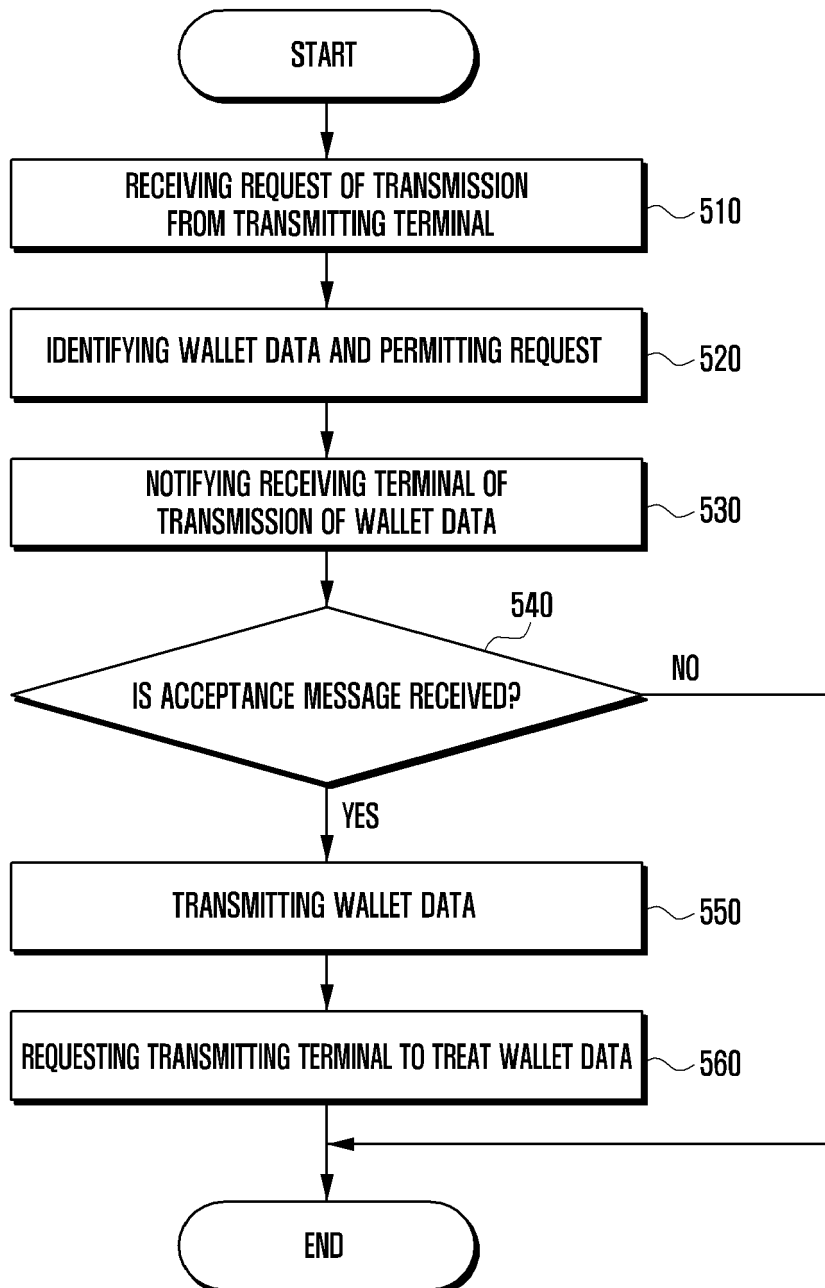 START
RECEIVING REQUEST OF TRANSMISSION
FROM TRANSMITTING TERMINAL
510
IDENTIFYING WALLET DATA AND PERMITTING REQUEST
520
NOTIFYING RECEIVING TERMINAL OF
TRANSMISSION OF WALLET DATA
530
540
IS ACCEPTANCE MESSAGE RECEIVED?
NO
YES
TRANSMITTING WALLET DATA
550
REQUESTING TRANSMITTING TERMINAL TO TREAT WALLET DATA
560
END